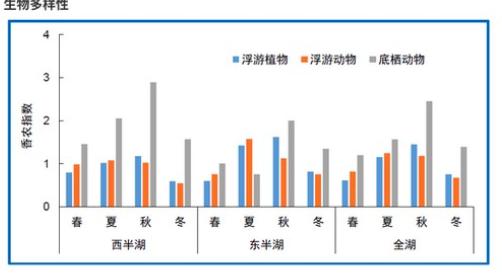 生物多样性
4
3
2
1
0
香农指数
浮游植物 浮游动物 底栖动物
春 夏 秋 冬 春 夏 秋 冬 春 夏 秋 冬
西半湖 东半湖 全湖